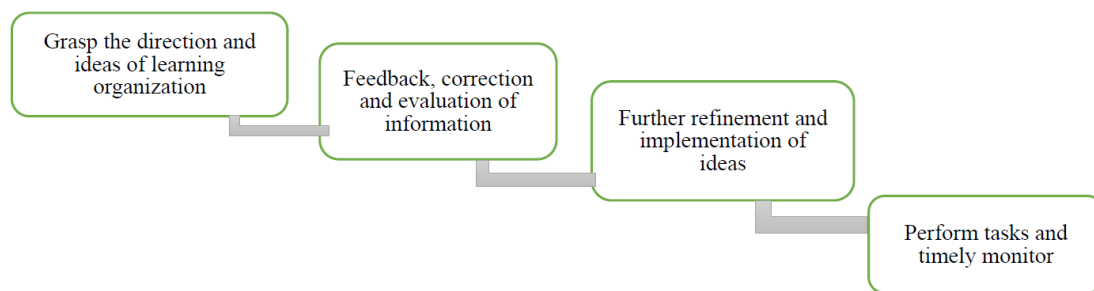 Grasp the direction and
ideas of learning
organization
Feedback, correction
and evaluation of
information
Further refinement and
implementation of
ideas
Perform tasks and
timely monitor